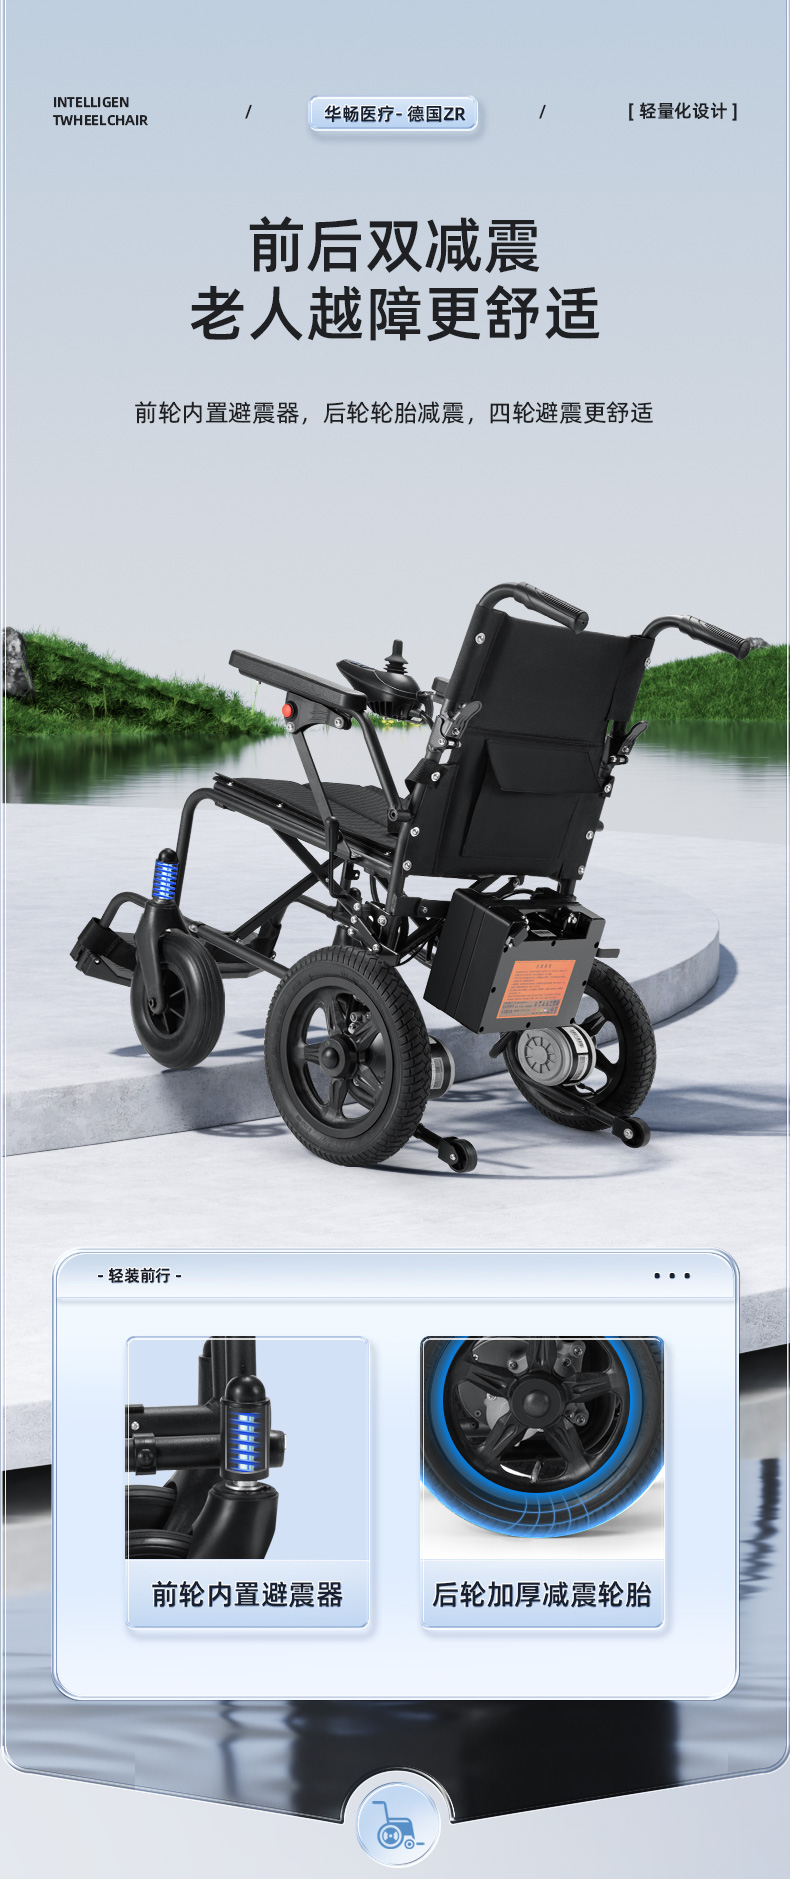 INTELLIGEN
TWHEELCHAIR
/
华畅医疗-德国ZR
/
[ 轻量化设计 ]
前后双减震
老人越障更舒适
前轮内置避震器，后轮轮胎减震，四轮避震更舒适
- 轻装前行 -
前轮内置避震器
后轮加厚减震轮胎